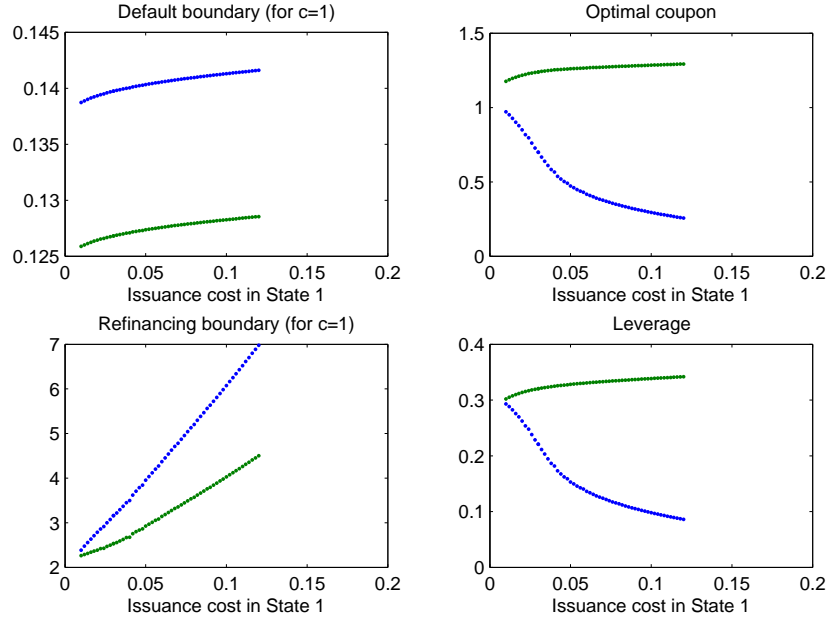 Default boundary (for c=1)
0.145
0.14
0.135
0.13
0.125
0 0.05 0.1 0.15 0.2
Issuance cost in State 1
Optimal coupon
1.5
1
0.5
0
0 0.05 0.1 0.15 0.2
Issuance cost in State 1
Refinancing boundary (for c=1)
7
6
5
4
3
2
0 0.05 0.1 0.15 0.2
Issuance cost in State 1
Leverage
0.4
0.3
0.2
0.1
0
0 0.05 0.1 0.15 0.2
Issuance cost in State 1